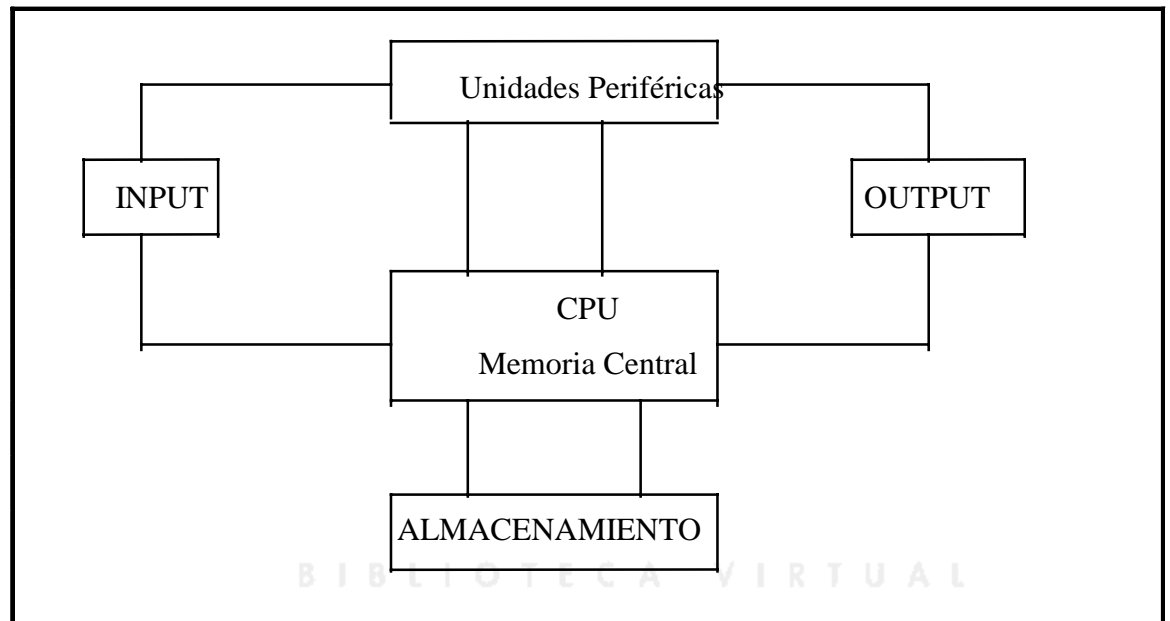 Unidades Periféricas
INPUT
OUTPUT
CPU
Memoria Central
ALMACENAMIENTO
BIBLIOTECA VIRTUAL